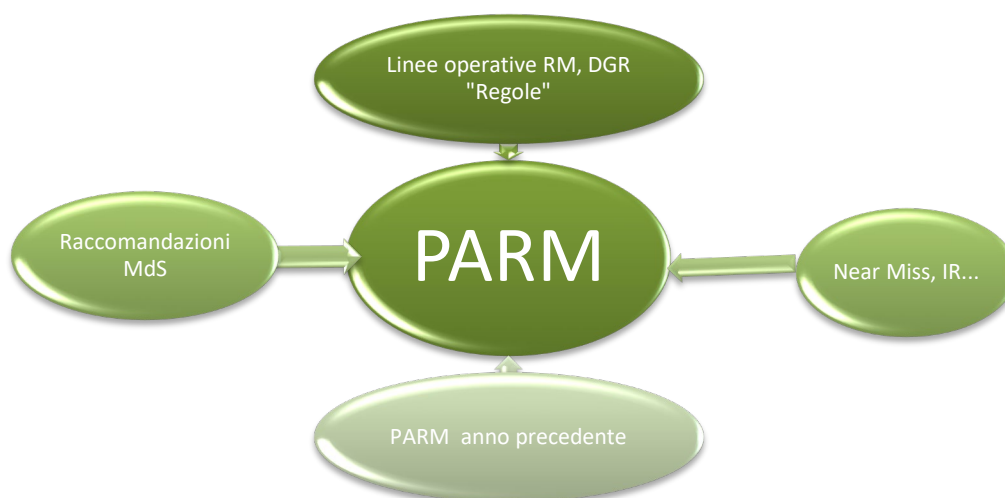 Linee operative RM, DGR
"Regole"
Raccomandazioni
MdS
PARM
Near Miss, IR...
PARM  anno precedente